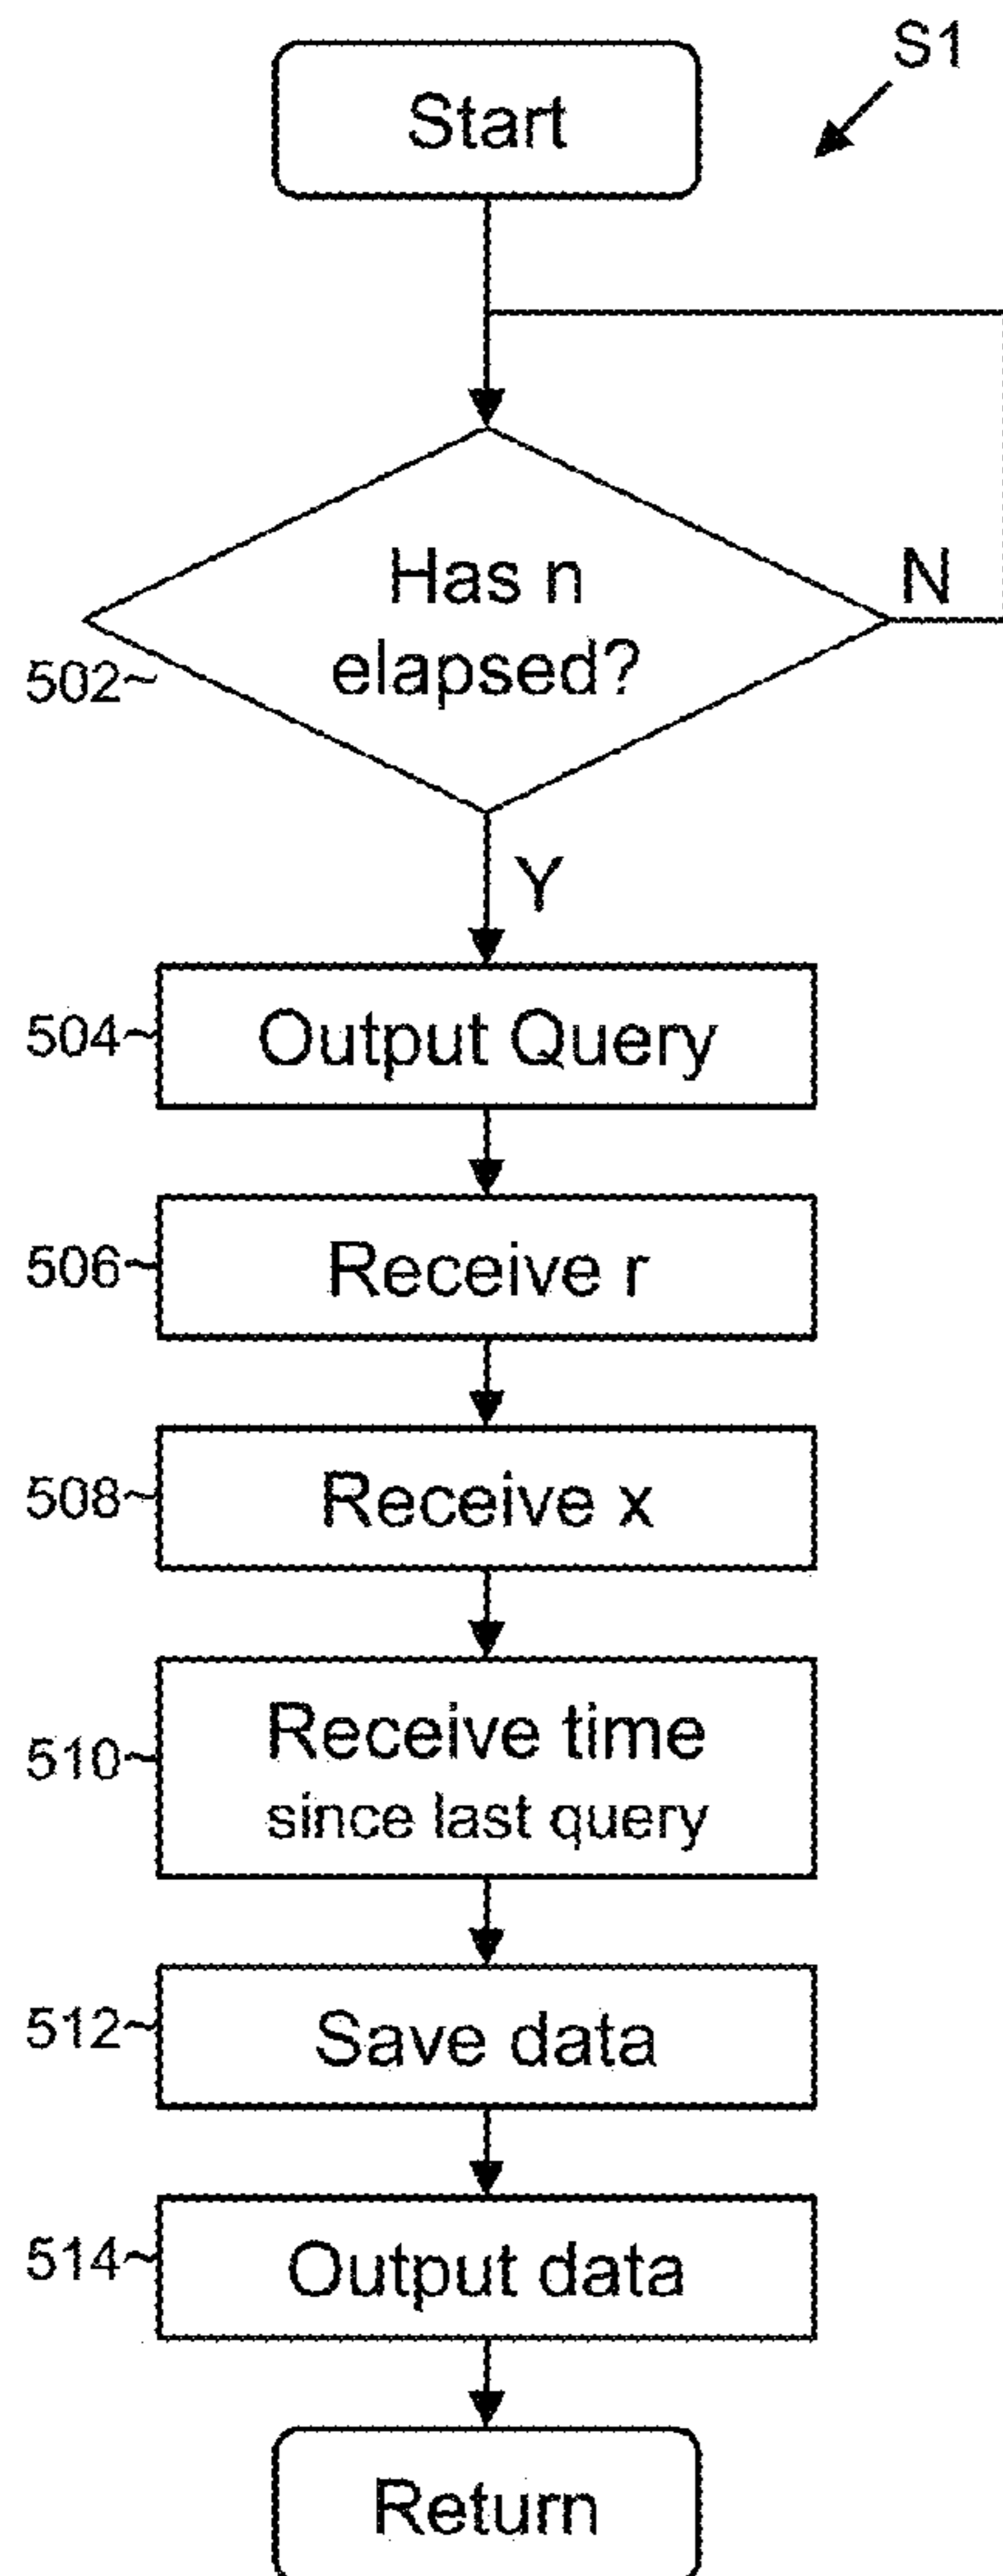 S1
Start
Has n
elapsed?
N
502~
Y
504~
Output Query
506~
Receive r
508~
Receive x
510~
Receive time
since last query
512~
Save data
514~
Output data
Return